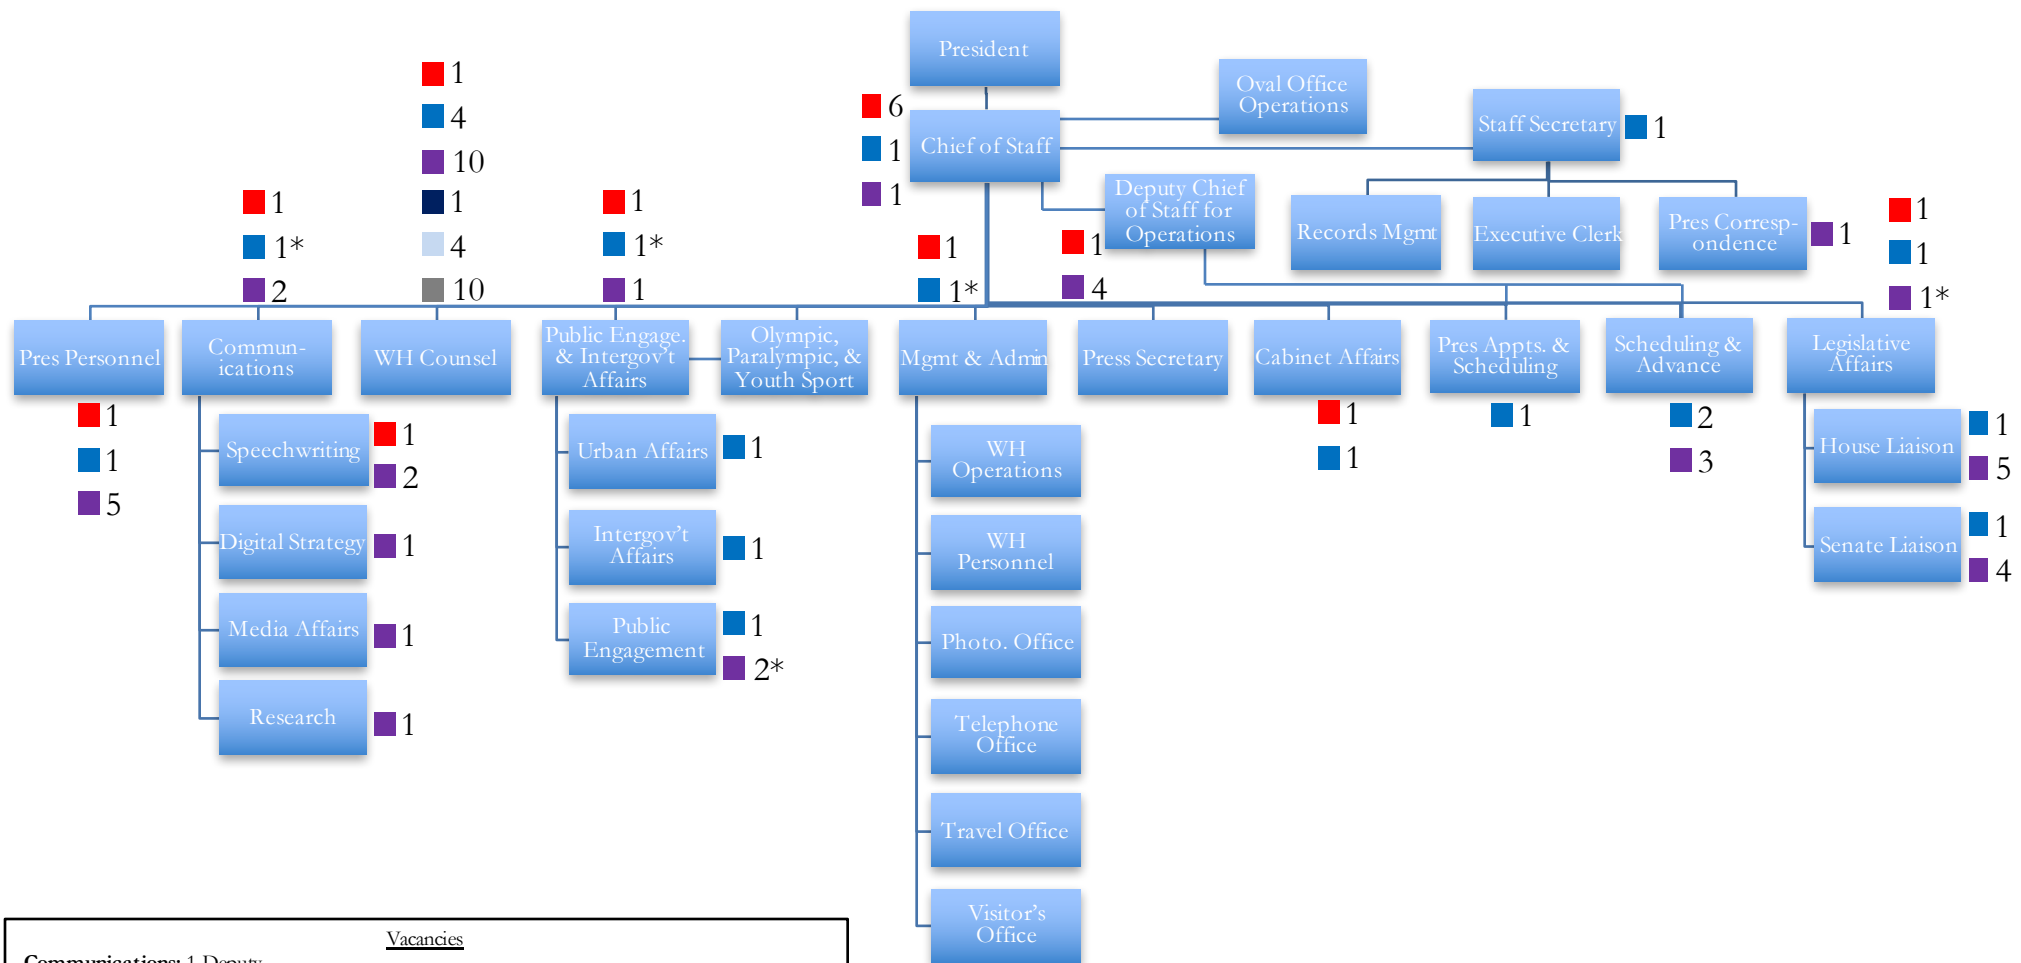 President
Oval Office
Operations
Chief of Staff
6
1
1
Staff Secretary
1
Deputy Chief
of Staff for
Operations
1
4
Records Mgmt
Executive Clerk
Pres Corresp-
ondence
1
1
1*
2
1
4
10
1
4
10
1
1*
1
1
1*
1
1
1*
Pres Personnel
1
1
5
Commun-
ications
WH Counsel
Public Engage.
& Intergov't
Affairs
Olympic,
Paralympic, &
Youth Sport
Mgmt & Admin
Press Secretary
Cabinet Affairs
1
1
Pres Appts. &
Scheduling
1
Scheduling &
Advance
2
3
Legislative
Affairs
Speechwriting
1
2
Digital Strategy
1
Media Affairs
1
Research
1
Urban Affairs
1
Intergov't
Affairs
1
Public
Engagement
1
2*
WH
Operations
WH
Personnel
Photo. Office
Telephone
Office
Travel Office
Visitor's
Office
House Liaison
1
5
Senate Liaison
1
4
Vacancies
Communications: 1 Deputy